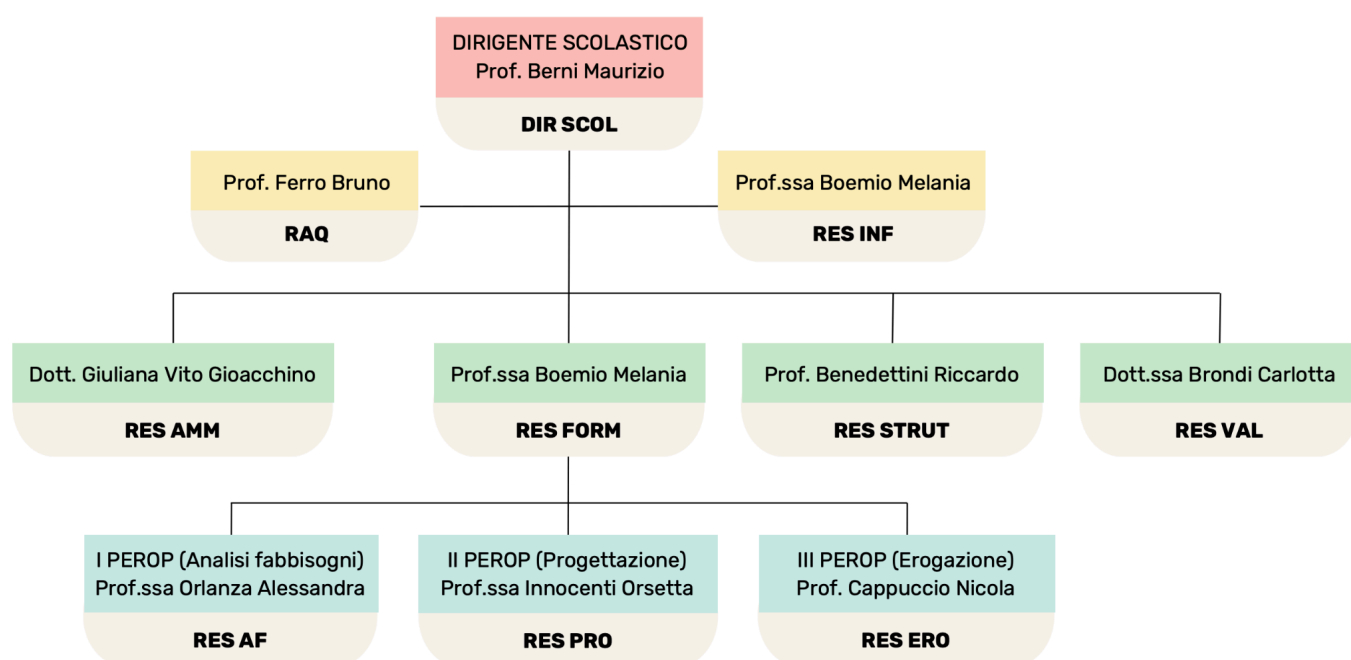 DIRIGENTE SCOLASTICO
Prof. Berni Maurizio
DIR SCOL
Prof. Ferro Bruno
RAQ
Prof.ssa Boemio Melania
RES INF
Dott. Giuliana Vito Gioacchino
RES AMM
Prof.ssa Boemio Melania
RES FORM
Prof. Benedettini Riccardo
RES STRUT
Dott.ssa Brondi Carlotta
RES VAL
I PEROP (Analisi fabbisogni)
Prof.ssa Orlanza Alessandra
RES AF
II PEROP (Progettazione)
Prof.ssa Innocenti Orsetta
RES PRO
III PEROP (Erogazione)
Prof. Cappuccio Nicola
RES ERO